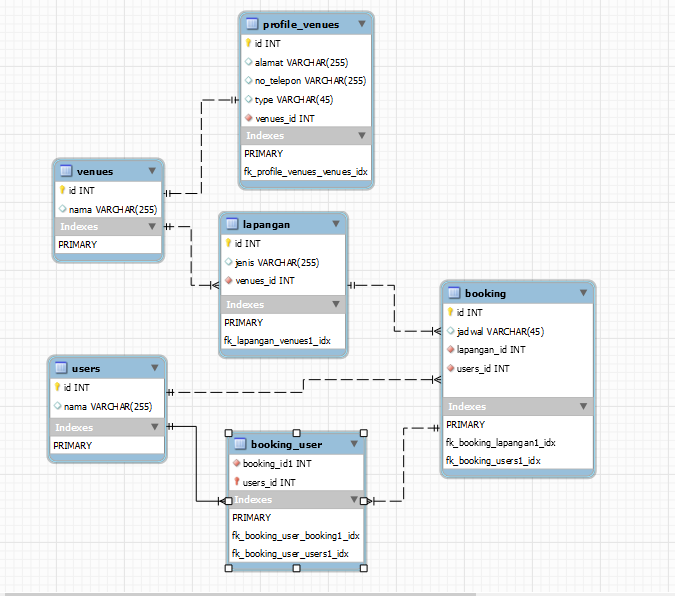 profile_venues
id INT
alamat VARCHAR(255)
no_telepon VARCHAR(255)
type VARCHAR(45)
venues_id INT
Indexes
PRIMARY
fk_profile_venues_venues_idx
venues
id INT
nama VARCHAR(255)
Indexes
PRIMARY
lapangan
id INT
jenis VARCHAR(255)
venues_id INT
Indexes
PRIMARY
fk_lapangan_venues1_idx
booking
id INT
jadwal VARCHAR(45)
lapangan_id INT
users_id INT
Indexes
PRIMARY
fk_booking_lapangan1_idx
fk_booking_users1_idx
users
id INT
nama VARCHAR(255)
Indexes
PRIMARY
booking_user
booking_id1 INT
users_id INT
Indexes
PRIMARY
fk_booking_user_booking1_idx
fk_booking_user_users1_idx